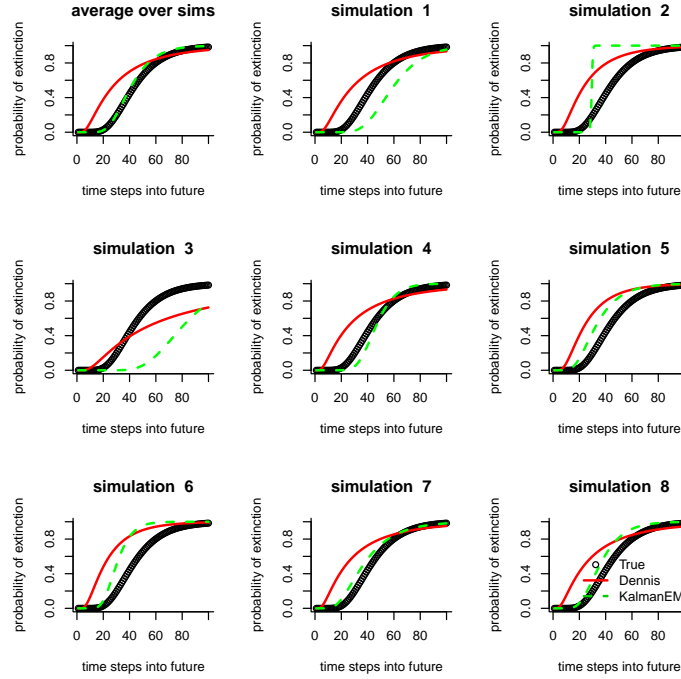 average over sims
probability of extinction
0.0 0.4 0.8
0 20 40 60 80
time steps into future
simulation 1
probability of extinction
0.0 0.4 0.8
0 20 40 60 80
time steps into future
simulation 2
probability of extinction
0.0 0.4 0.8
0 20 40 60 80
time steps into future
simulation 3
probability of extinction
0.0 0.4 0.8
0 20 40 60 80
time steps into future
simulation 4
probability of extinction
0.0 0.4 0.8
0 20 40 60 80
time steps into future
simulation 5
probability of extinction
0.0 0.4 0.8
0 20 40 60 80
time steps into future
simulation 6
probability of extinction
0.0 0.4 0.8
0 20 40 60 80
time steps into future
simulation 7
probability of extinction
0.0 0.4 0.8
0 20 40 60 80
time steps into future
simulation 8
probability of extinction
0.0 0.4 0.8
True
Dennis
KalmanEM
0 20 40 60 80
time steps into future